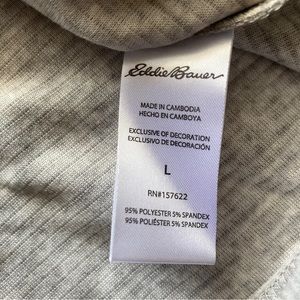 Eddie Bauer
MADE IN CAMBODIA
HECHO EN CAMBOYA
EXCLUSIVE OF DECORATION
EXCLUSIVO DE DECORACIÓN
L
RN#157622
95% POLYESTER 5% SPANDEX
95% POLIÉSTER 5% SPANDEX